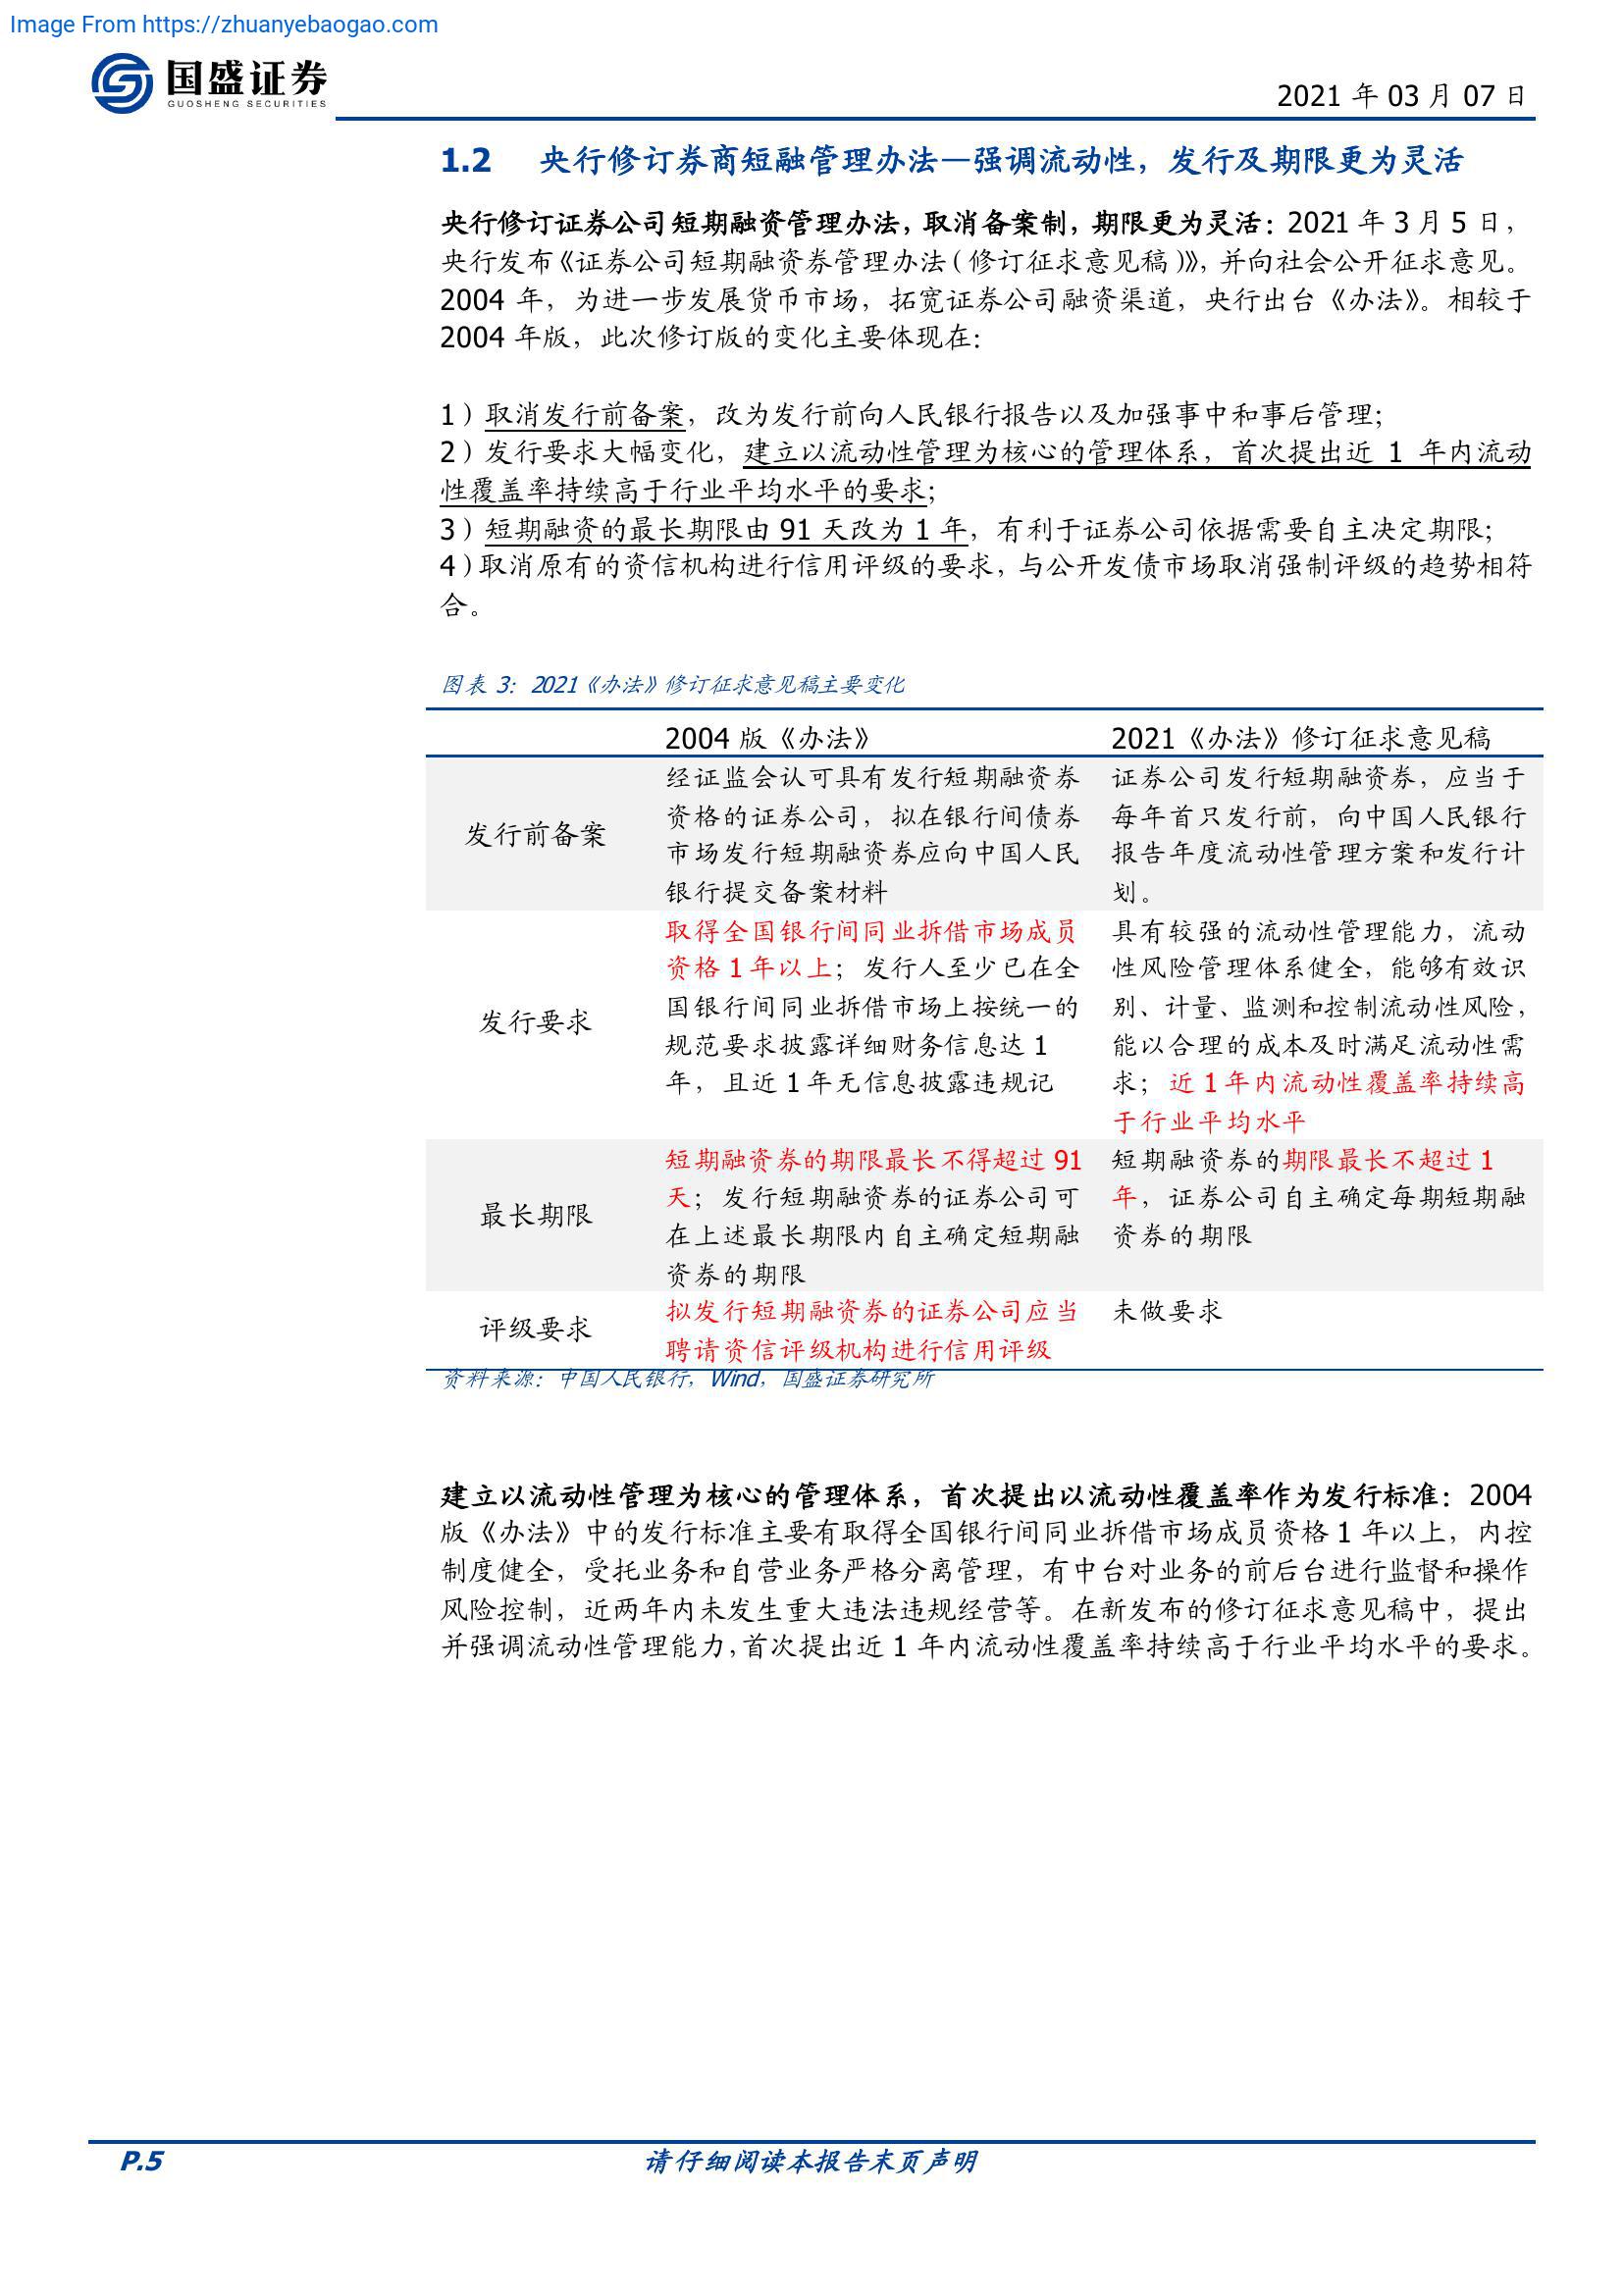 Image From https://zhuanyebaogao.com
国盛证券
GUOSHENG SECURITIES
2021 年 03 月 07 日
1.2 央行修订券商短融管理办法—强调流动性，发行及期限更为灵活
央行修订证券公司短期融资管理办法，取消备案制，期限更为灵活：2021 年 3 月 5 日，
央行发布《证券公司短期融资券管理办法（修订征求意见稿）》，并向社会公开征求意见。
2004 年，为进一步发展货币市场，拓宽证券公司融资渠道，央行出台《办法》。相较于
2004 年版，此次修订版的变化主要体现在：
1）取消发行前备案，改为发行前向人民银行报告以及加强事中和事后管理；
2）发行要求大幅变化，建立以流动性管理为核心的管理体系，首次提出近 1 年内流动
性覆盖率持续高于行业平均水平的要求；
3）短期融资的最长期限由 91 天改为 1 年，有利于证券公司依据需要自主决定期限；
4）取消原有的资信机构进行信用评级的要求，与公开发债市场取消强制评级的趋势相符
合。
图表 3：2021《办法》修订征求意见稿主要变化
2004 版《办法》 2021《办法》修订征求意见稿
发行前备案
经证监会认可具有发行短期融资券
资格的证券公司，拟在银行间债券
市场发行短期融资券应向中国人民
银行提交备案材料
证券公司发行短期融资券，应当于
每年首只发行前，向中国人民银行
报告年度流动性管理方案和发行计
划。
发行要求
取得全国银行间同业拆借市场成员
资格 1 年以上；发行人至少已在全
国银行间同业拆借市场上按统一的
规范要求披露详细财务信息达 1
年，且近 1 年无信息披露违规记
具有较强的流动性管理能力，流动
性风险管理体系健全，能够有效识
别、计量、监测和控制流动性风险，
能以合理的成本及时满足流动性需
求；近 1 年内流动性覆盖率持续高
于行业平均水平
最长期限
短期融资券的期限最长不得超过 91
天；发行短期融资券的证券公司可
在上述最长期限内自主确定短期融
资券的期限
短期融资券的期限最长不超过 1
年，证券公司自主确定每期短期融
资券的期限
评级要求
拟发行短期融资券的证券公司应当
聘请资信评级机构进行信用评级
未做要求
资料来源：中国人民银行，Wind，国盛证券研究所
建立以流动性管理为核心的管理体系，首次提出以流动性覆盖率作为发行标准：2004
版《办法》中的发行标准主要有取得全国银行间同业拆借市场成员资格 1 年以上，内控
制度健全，受托业务和自营业务严格分离管理，有中台对业务的前后台进行监督和操作
风险控制，近两年内未发生重大违法违规经营等。在新发布的修订征求意见稿中，提出
并强调流动性管理能力，首次提出近 1 年内流动性覆盖率持续高于行业平均水平的要求。
P.5
请仔细阅读本报告末页声明